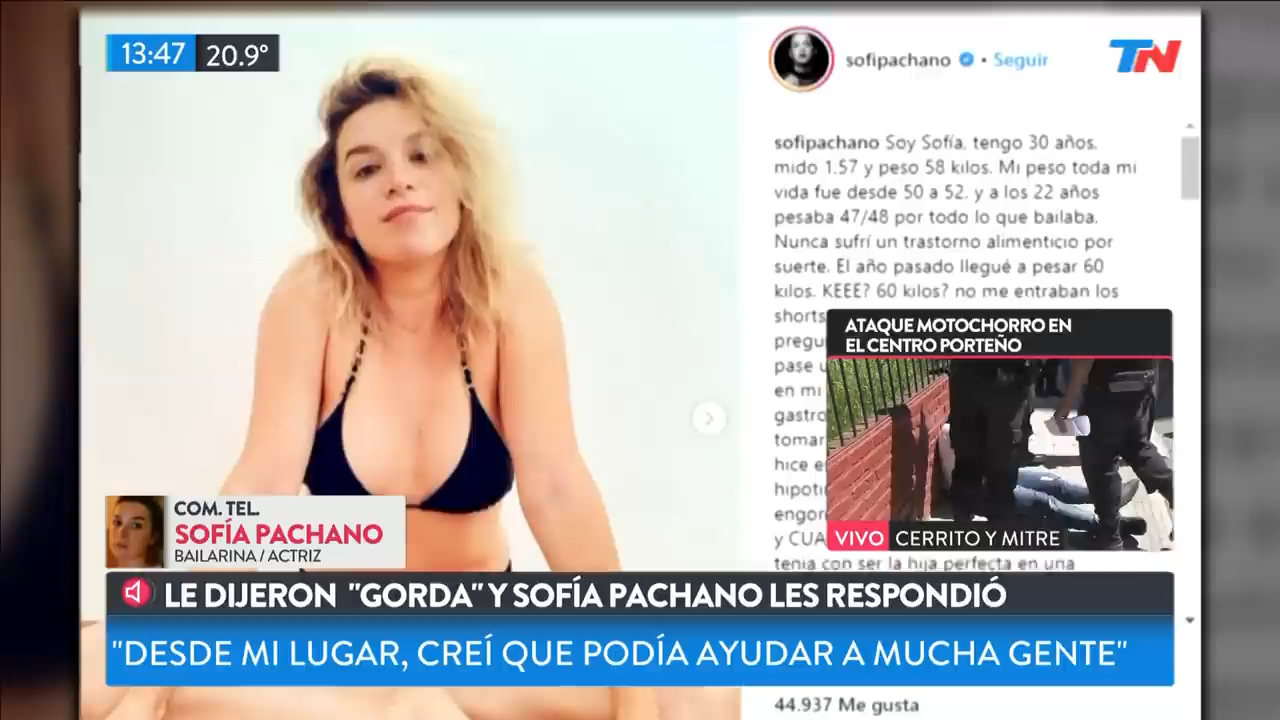 13:47 20.9°
sofipachano • Seguir
TN
sofipachano Soy Sofía, tengo 30 años,
mido 1.57 y peso 58 kilos. Mi peso toda mi
vida fue desde 50 a 52, y a los 22 años
pesaba 47/48 por todo lo que bailaba.
Nunca sufrí un trastorno alimenticio por
suerte. El año pasado llegué a pesar 60
kilos. KEEE? 60 kilos? no me entraban los
shorts
pregu
pase u
en mi
gastro
tomar
hice e
hipoti
engor
y CUA
tenia con ser la hija perfecta en una
ATAQUE MOTOCHORRO EN
EL CENTRO PORTEÑO
VIVO CERRITO Y MITRE
COM. TEL.
SOFÍA PACHANO
BAILARINA / ACTRIZ
LE DIJERON "GORDA" Y SOFÍA PACHANO LES RESPONDIÓ
"DESDE MI LUGAR, CREÍ QUE PODÍA AYUDAR A MUCHA GENTE"
44.937 Me gusta